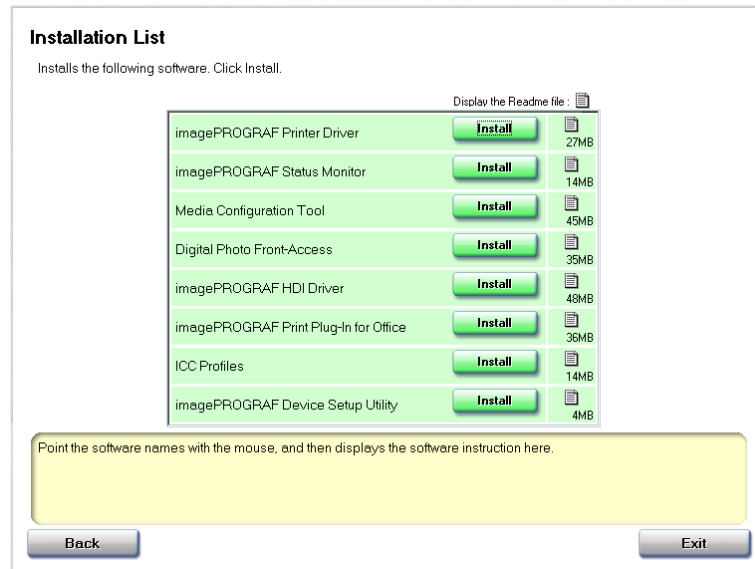 Installation List
Installs the following software. Click Install.
Display the Readme file :
imagePROGRAF Printer Driver Install 27MB
imagePROGRAF Status Monitor Install 14MB
Media Configuration Tool Install 45MB
Digital Photo Front-Access Install 35MB
imagePROGRAF HDI Driver Install 48MB
imagePROGRAF Print Plug-In for Office Install 36MB
ICC Profiles Install 14MB
imagePROGRAF Device Setup Utility Install 4MB
Point the software names with the mouse, and then displays the software instruction here.
Back Exit